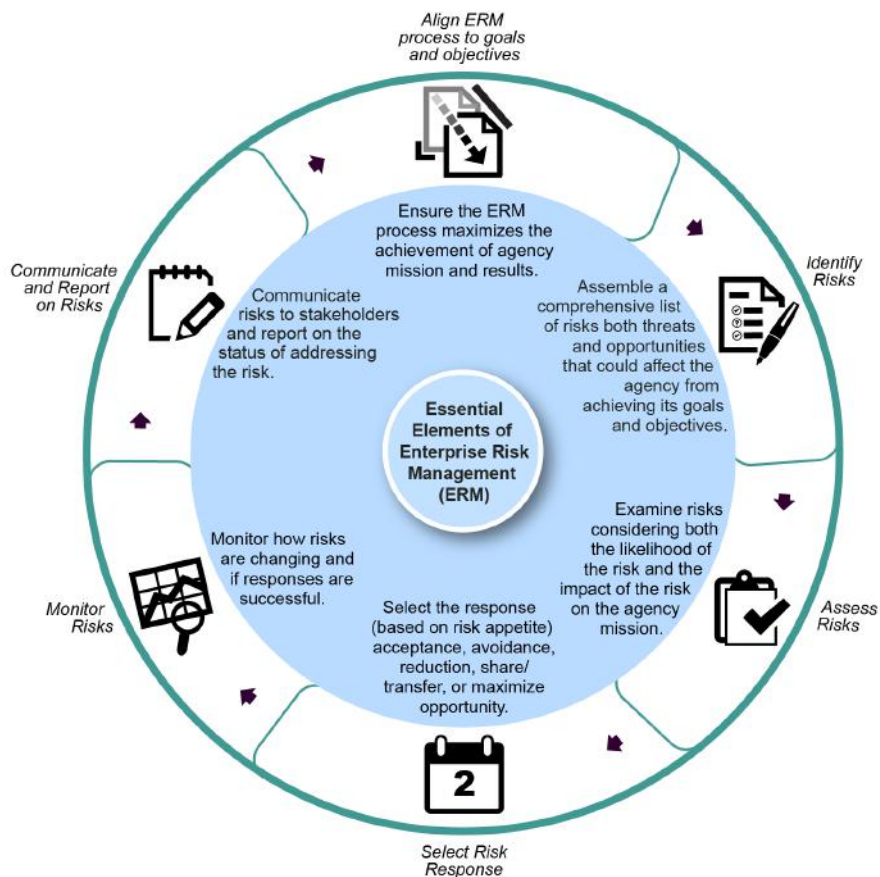 Align ERM
process to goals
and objectives
Ensure the ERM
process maximizes the
achievement of agency
mission and results.
Identify
Risks
Assemble a
comprehensive list
of risks both threats
and opportunities
that could affect the
agency from
achieving its goals
and objectives.
Assess
Risks
Examine risks
considering both
the likelihood of
the risk and the
impact of the risk
on the agency
mission.
Select Risk
Response
Select the response
(based on risk appetite)
acceptance, avoidance,
reduction, share/
transfer, or maximize
opportunity.
2
Monitor
Risks
Monitor how risks
are changing and
if responses are
successful.
Communicate
and Report
on Risks
Communicate
risks to stakeholders
and report on the
status of addressing
the risk.
Essential
Elements of
Enterprise Risk
Management
(ERM)